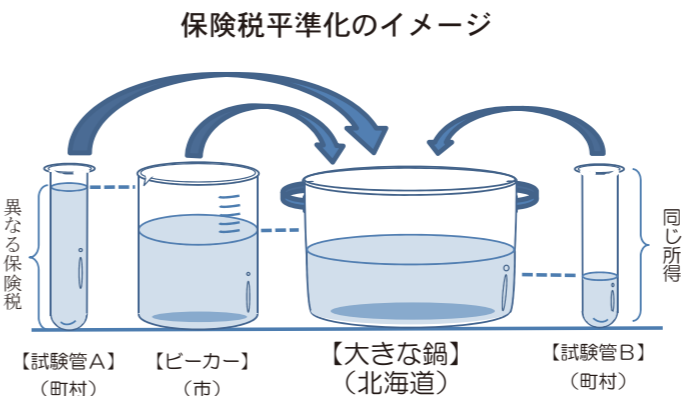 保険税平準化のイメージ
異なる保険税
同じ所得
【試験管A】
(町村)
【ビーカー】
(市)
【大きな鍋】
(北海道)
【試験管B】
(町村)